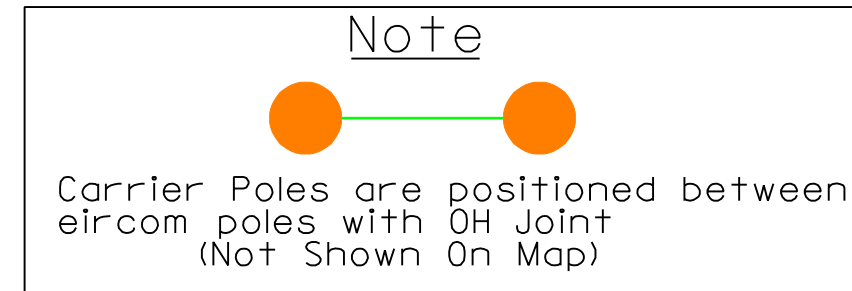 Note
Carrier Poles are positioned between
eircom poles with OH Joint
(Not Shown On Map)